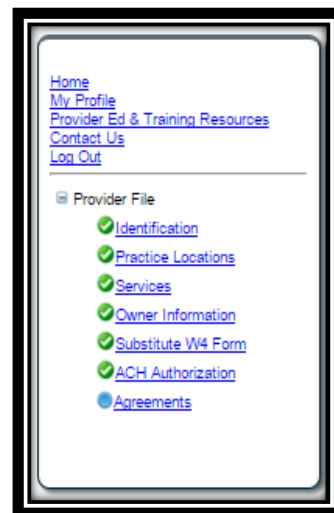 Home
My Profile
Provider Ed & Training Resources
Contact Us
Log Out
Provider File
Identification
Practice Locations
Services
Owner Information
Substitute W4 Form
ACH Authorization
Agreements